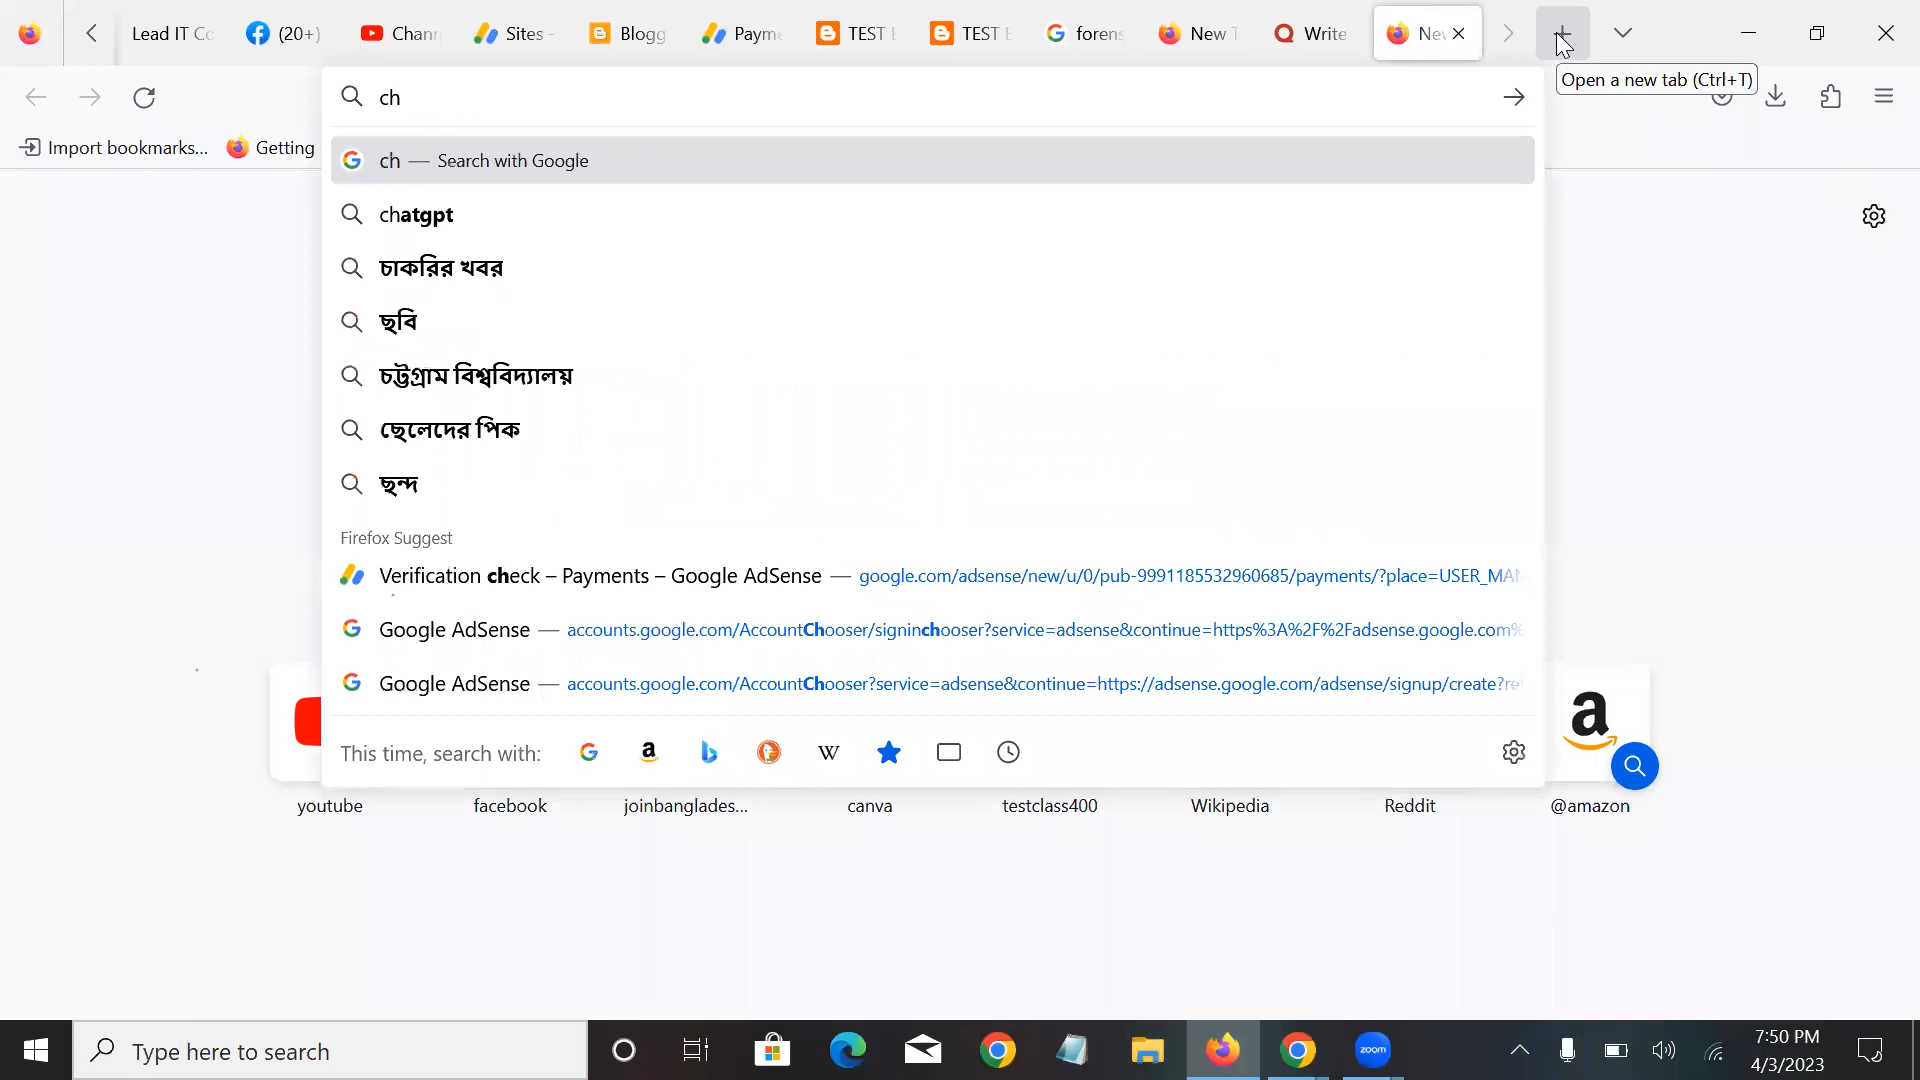 Lead IT Co
(20+)
Chann
Sites -
Blogg
Payme
TEST
TEST
forens
New T
Write
New
Open a new tab (Ctrl+T)
ch
Import bookmarks...
Getting
ch — Search with Google
chatgpt
চাকরির খবর
ছবি
চট্টগ্রাম বিশ্ববিদ্যালয়
ছেলেদের পিক
ছন্দ
Firefox Suggest
Verification check – Payments – Google AdSense — google.com/adsense/new/u/0/pub-9991185532960685/payments/?place=USER_MAN
Google AdSense — accounts.google.com/AccountChooser/signinchooser?service=adsense&continue=https%3A%2F%2Fadsense.google.com%
Google AdSense — accounts.google.com/AccountChooser?service=adsense&continue=https://adsense.google.com/adsense/signup/create?re
This time, search with:
youtube
facebook
joinbanglades...
canva
testclass400
Wikipedia
Reddit
@amazon
Type here to search
zoom
7:50 PM
4/3/2023